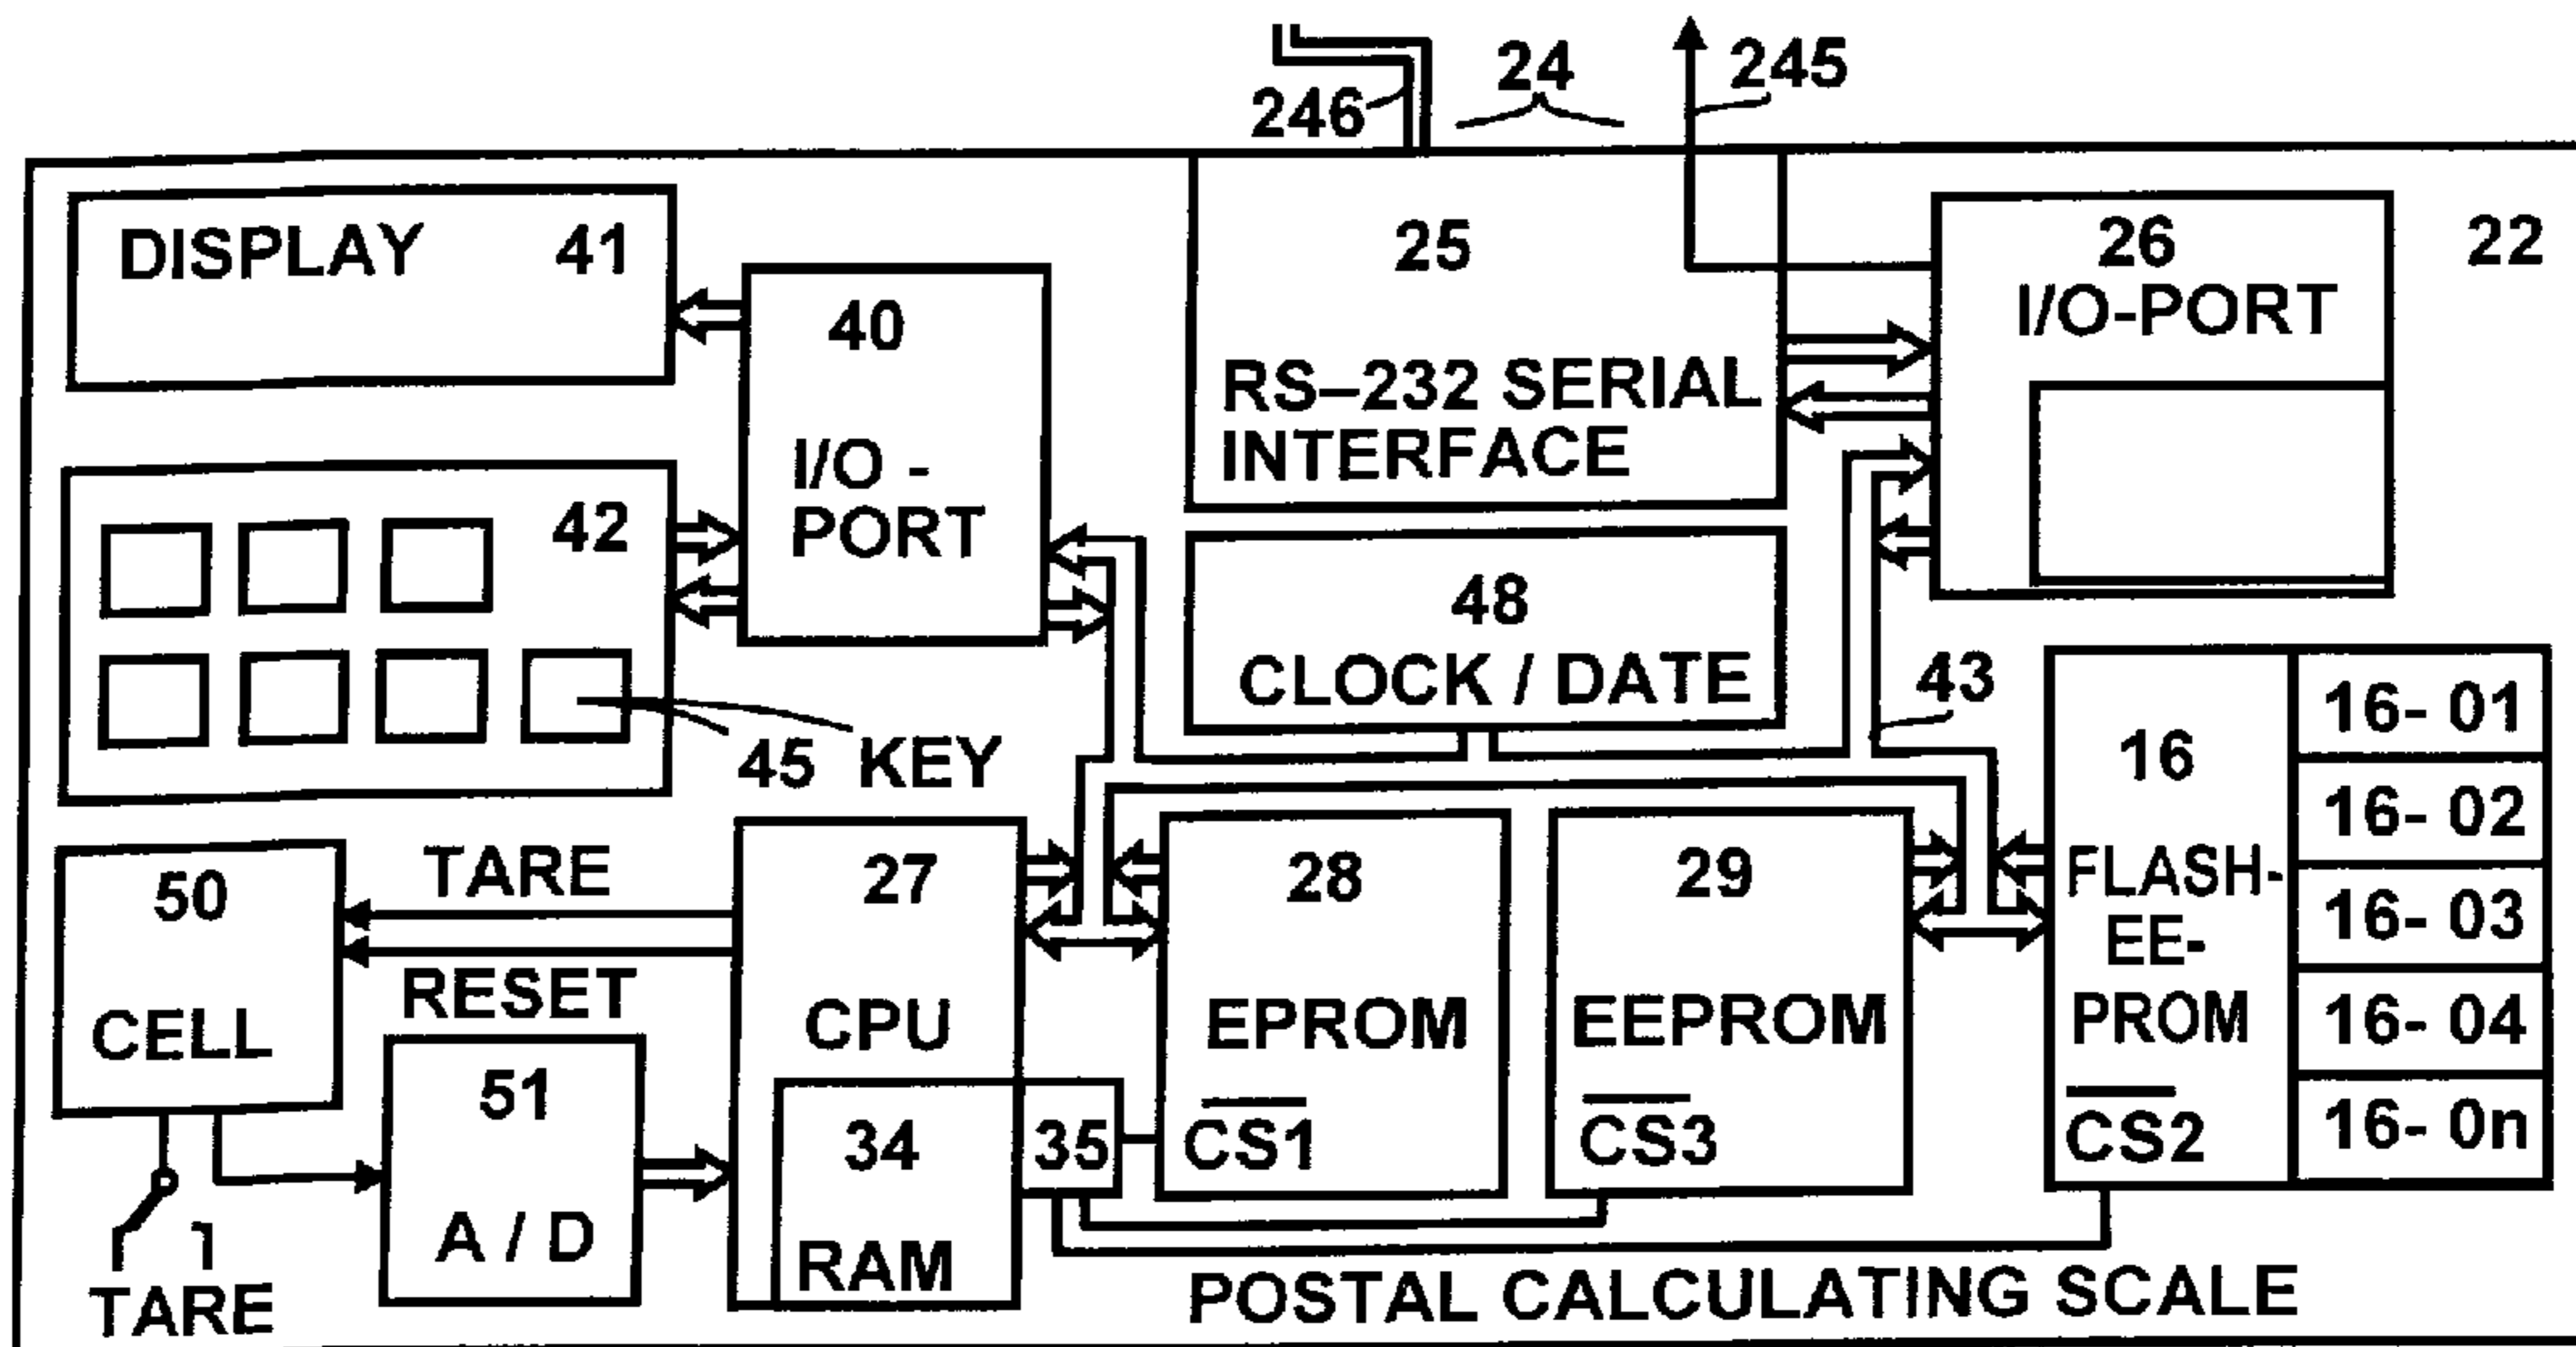 24
245
246
DISPLAY 41
25
RS–232 SERIAL
INTERFACE
26
I/O-PORT
22
40
I/O -
PORT
42
45 KEY
48
CLOCK / DATE
43
16
FLASH-
EE-
PROM
CS2
16- 01
16- 02
16- 03
16- 04
16- 0n
50
CELL
TARE
RESET
27
CPU
34
RAM
35
28
EPROM
CS1
29
EEPROM
CS3
51
A / D
TARE
POSTAL CALCULATING SCALE